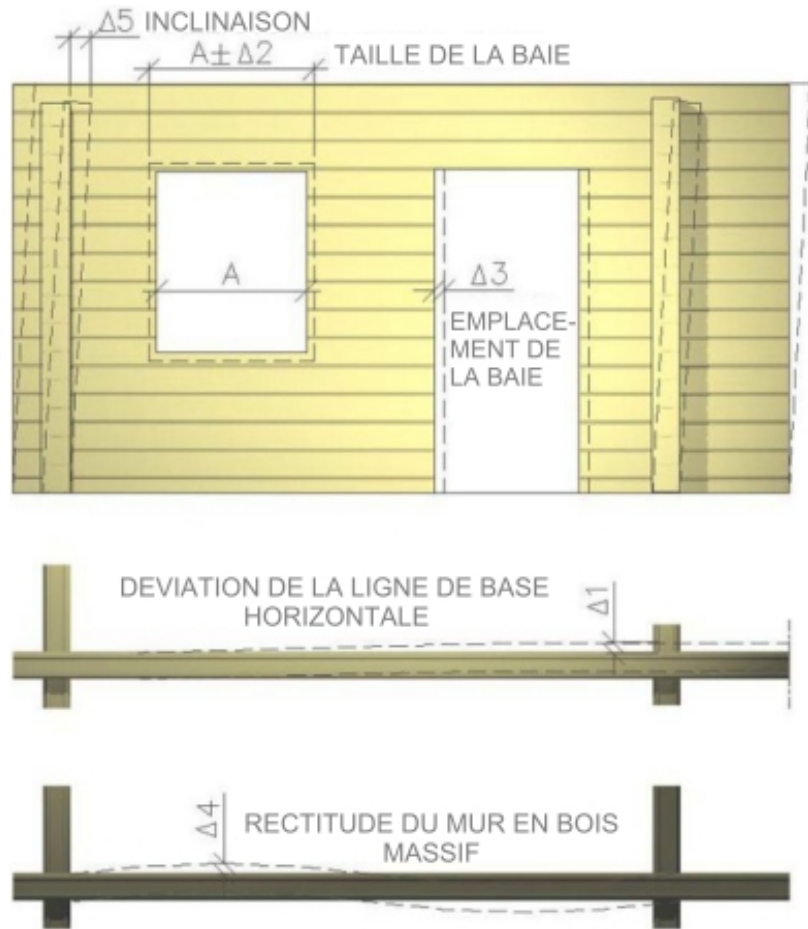 Δ5 INCLINAISON
A± Δ2 TAILLE DE LA BAIE
A
Δ3
EMPLACE-
MENT DE
LA BAIE
DEVIATION DE LA LIGNE DE BASE
HORIZONTALE
Δ1
Δ4
RECTITUDE DU MUR EN BOIS
MASSIF